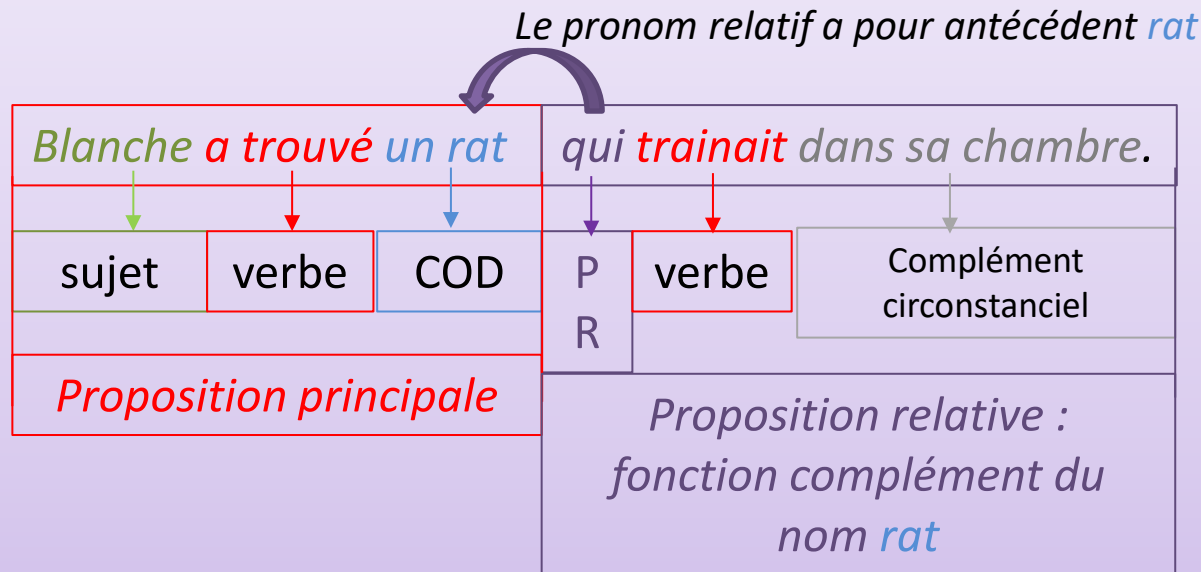 Le pronom relatif a pour antécédent rat
Blanche a trouvé un rat qui trainait dans sa chambre.
sujet verbe COD P R verbe Complément circonstanciel
Proposition principale
Proposition relative :
fonction complément du
nom rat